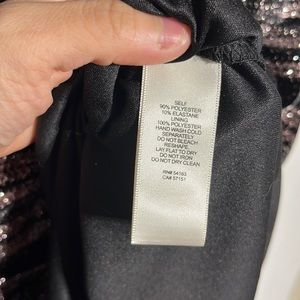 SELF
90% POLYESTER
10% ELASTANE
LINING
100% POLYESTER
HAND WASH COLD
SEPARATELY
DO NOT BLEACH
RESHAPE,
LAY FLAT TO DRY
DO NOT IRON
DO NOT DRY CLEAN
RN# 54163
CA# 57151